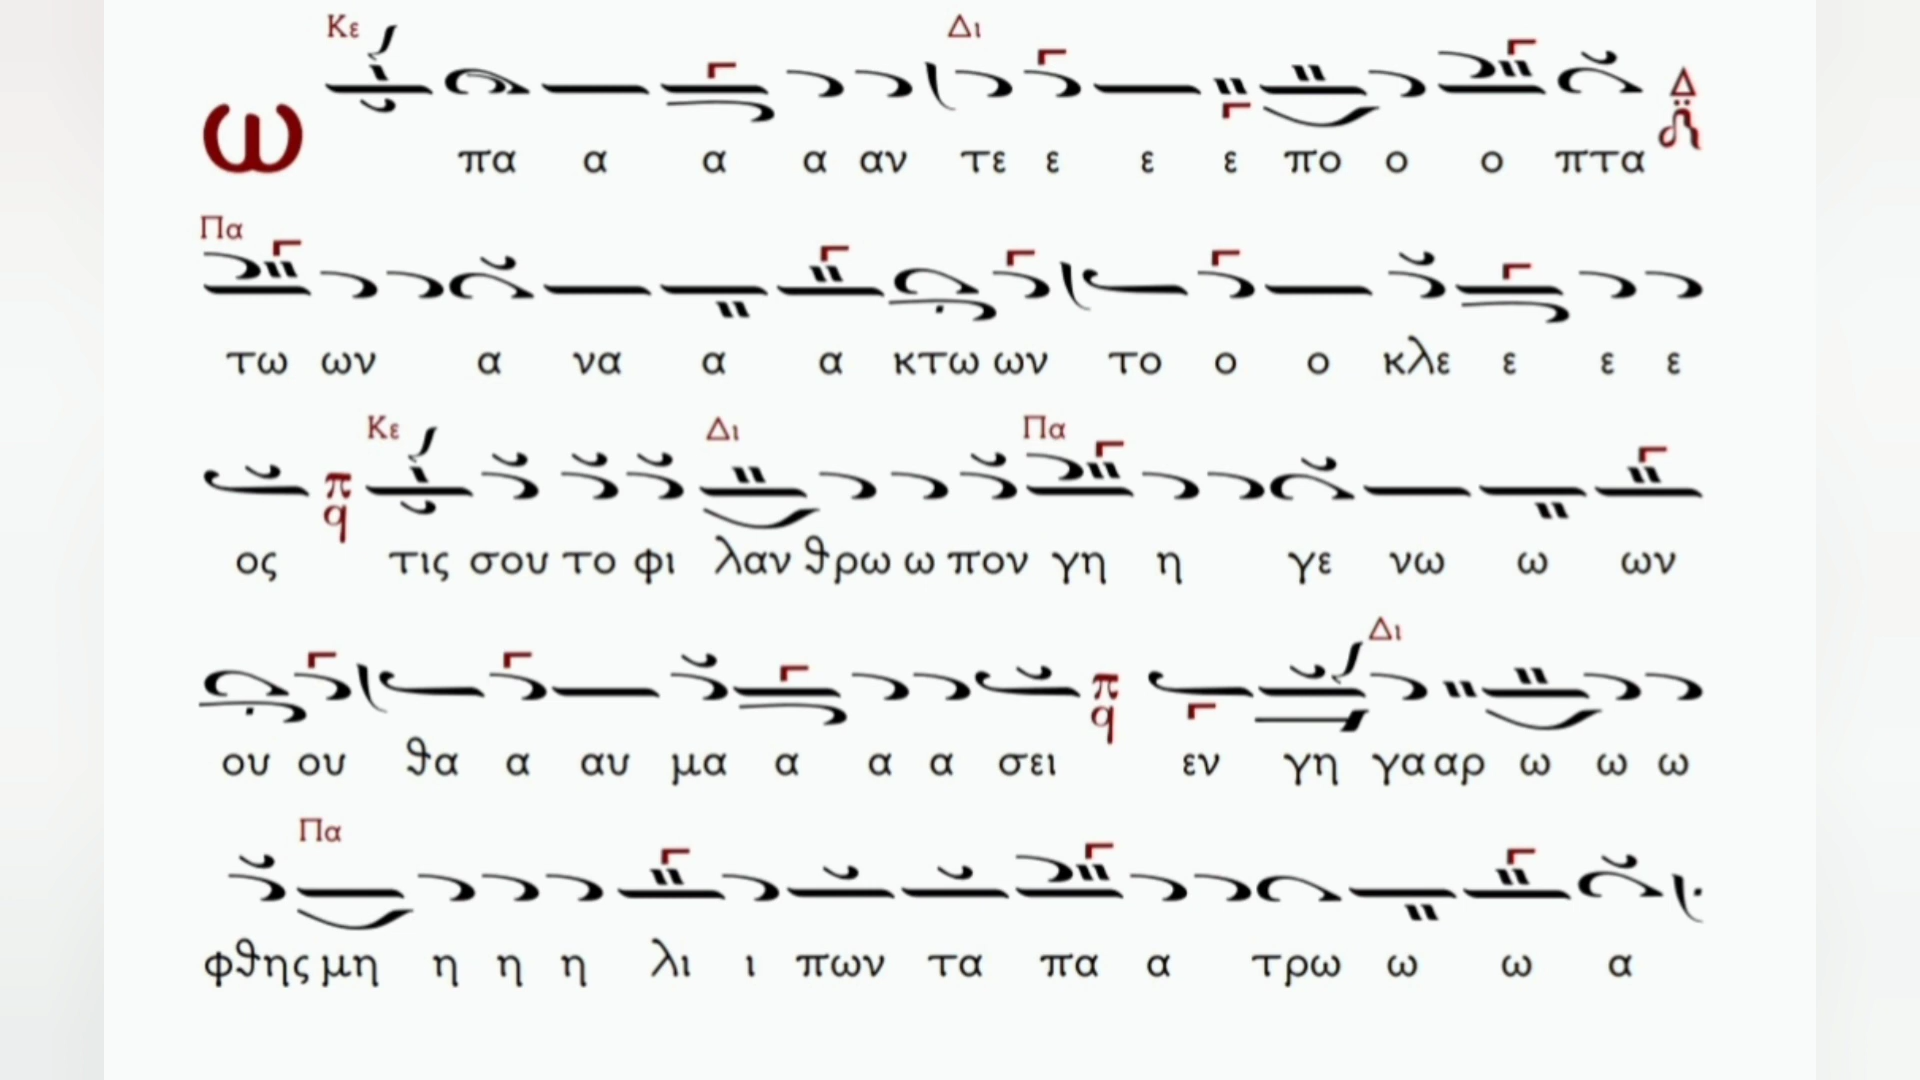 Κε Δι
Ω πα α α α αν τε ε ε ε πο ο ο πτα Δ
Πα
τω ων α να α α κτω ων το ο ο κλε ε ε ε
Κε Δι Πα
ος π q τις σου το φι λαν θρω ω πον γη η γε νω ω ων
Δι
ου ου θα α αυ μα α α α σει π q εν γη γα αρ ω ω ω
Πα
φθης μη η η η λι ι πων τα πα α τρω ω ω α